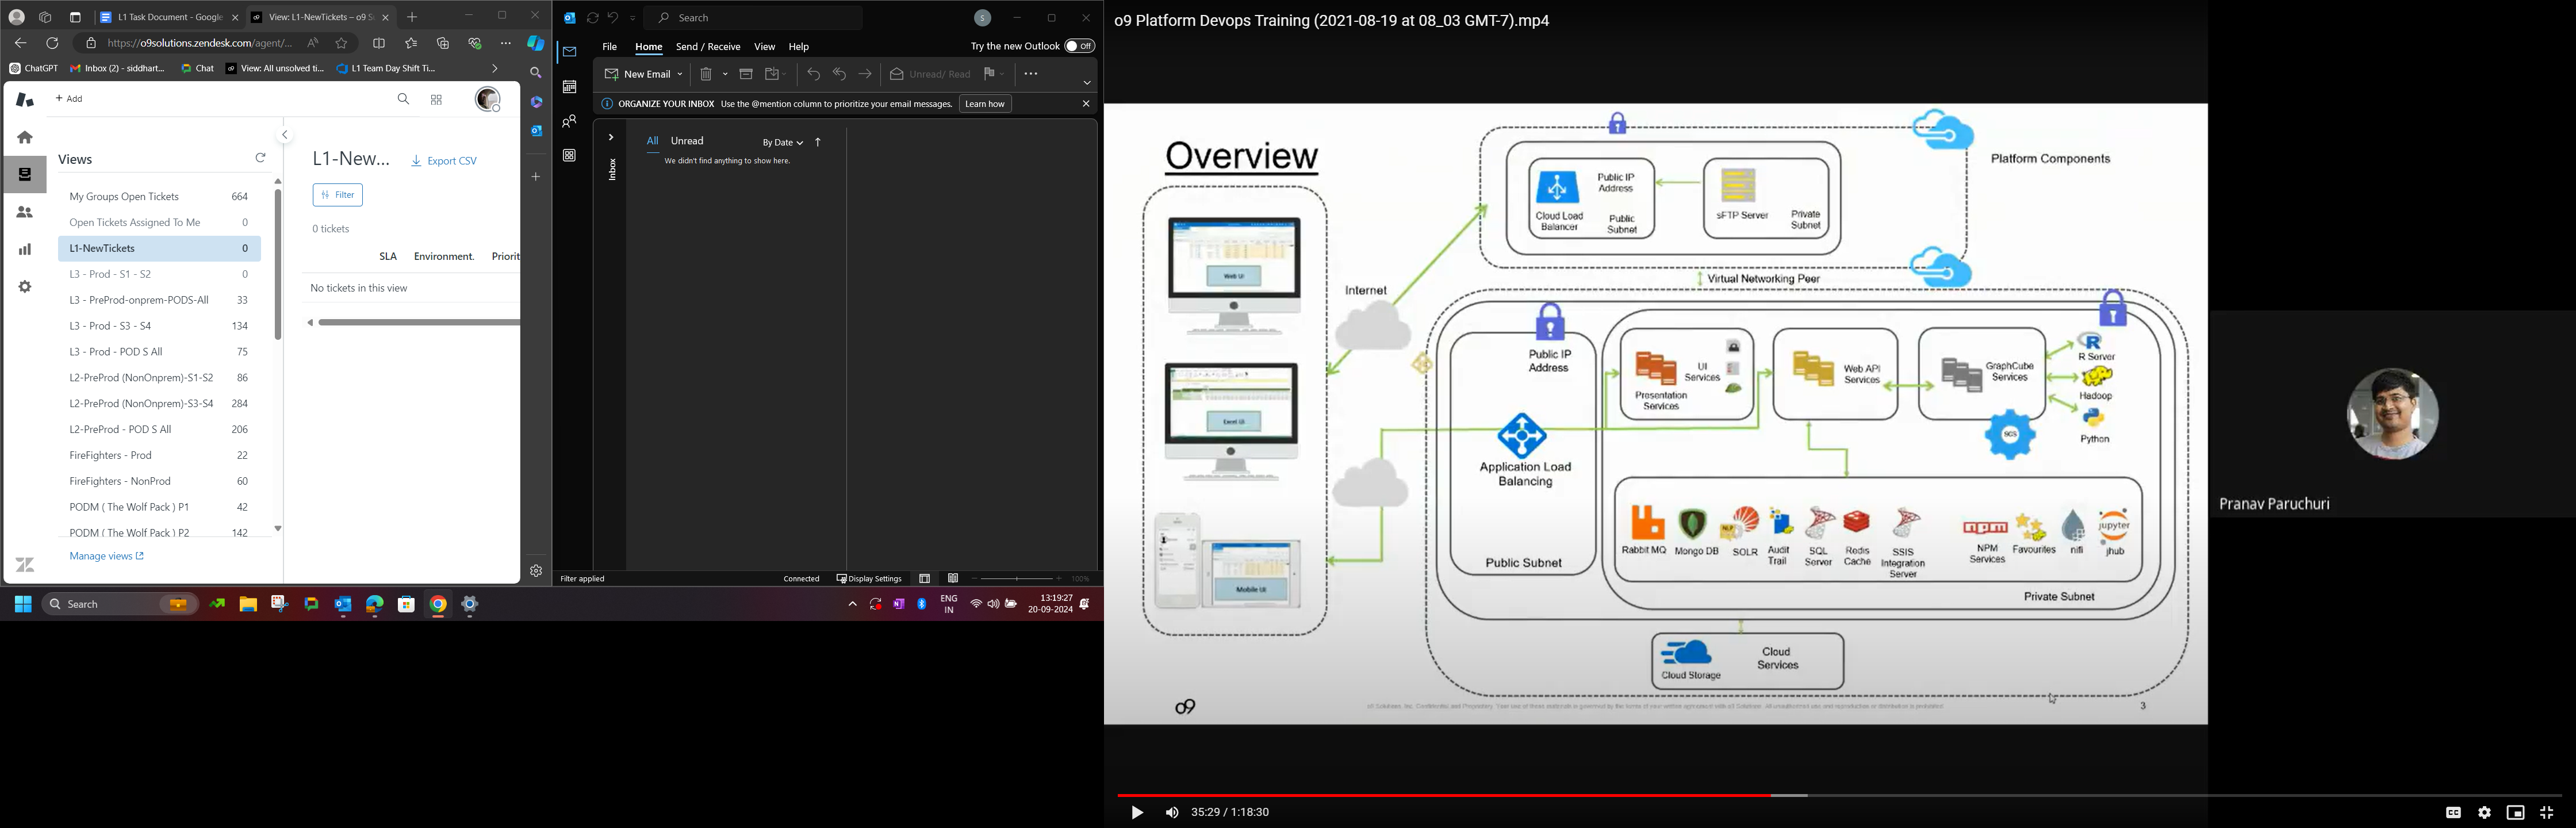 L1 Task Document - Google
View: L1-NewTickets – o9 S
https://o9solutions.zendesk.com/agent/...
ChatGPT
Inbox (2) - siddhart...
Chat
View: All unsolved ti...
L1 Team Day Shift Ti...
Add
Views
My Groups Open Tickets 664
Open Tickets Assigned To Me 0
L1-NewTickets 0
L3 - Prod - S1 - S2 0
L3 - PreProd-onprem-PODS-All 33
L3 - Prod - S3 - S4 134
L3 - Prod - POD S All 75
L2-PreProd (NonOnprem)-S1-S2 86
L2-PreProd (NonOnprem)-S3-S4 284
L2-PreProd - POD S All 206
FireFighters - Prod 22
FireFighters - NonProd 60
PODM ( The Wolf Pack ) P1 42
PODM ( The Wolf Pack ) P2 142
Manage views
L1-New...
Export CSV
Filter
0 tickets
SLA Environment. Priorit
No tickets in this view
Search
S
File Home Send / Receive View Help
Try the new Outlook Off
New Email
Unread/ Read
ORGANIZE YOUR INBOX Use the @mention column to prioritize your email messages. Learn how
Inbox
All Unread By Date
We didn't find anything to show here.
Filter applied
Connected
Display Settings
100%
Search
ENG
IN
13:19:27
20-09-2024
o9 Platform Devops Training (2021-08-19 at 08_03 GMT-7).mp4
Overview
Platform Components
Public IP
Address
Cloud Load
Balancer
Public
Subnet
sFTP Server
Private
Subnet
Virtual Networking Peer
Internet
Web UI
Excel UI
Mobile UI
Public IP
Address
Application Load
Balancing
Public Subnet
UI
Services
Presentation
Services
Web API
Services
GraphCube
Services
SCS
R Server
Hadoop
Python
Rabbit MQ
Mongo DB
NLP
SOLR
Audit
Trail
SQL
Server
Redis
Cache
SSIS
Integration
Server
npm
NPM
Services
Favourites
nifi
jupyter
jhub
Private Subnet
Cloud Storage
Cloud
Services
o9
o9 Solutions, Inc. Confidential and Proprietary.
3
Pranav Paruchuri
35:29 / 1:18:30
CC